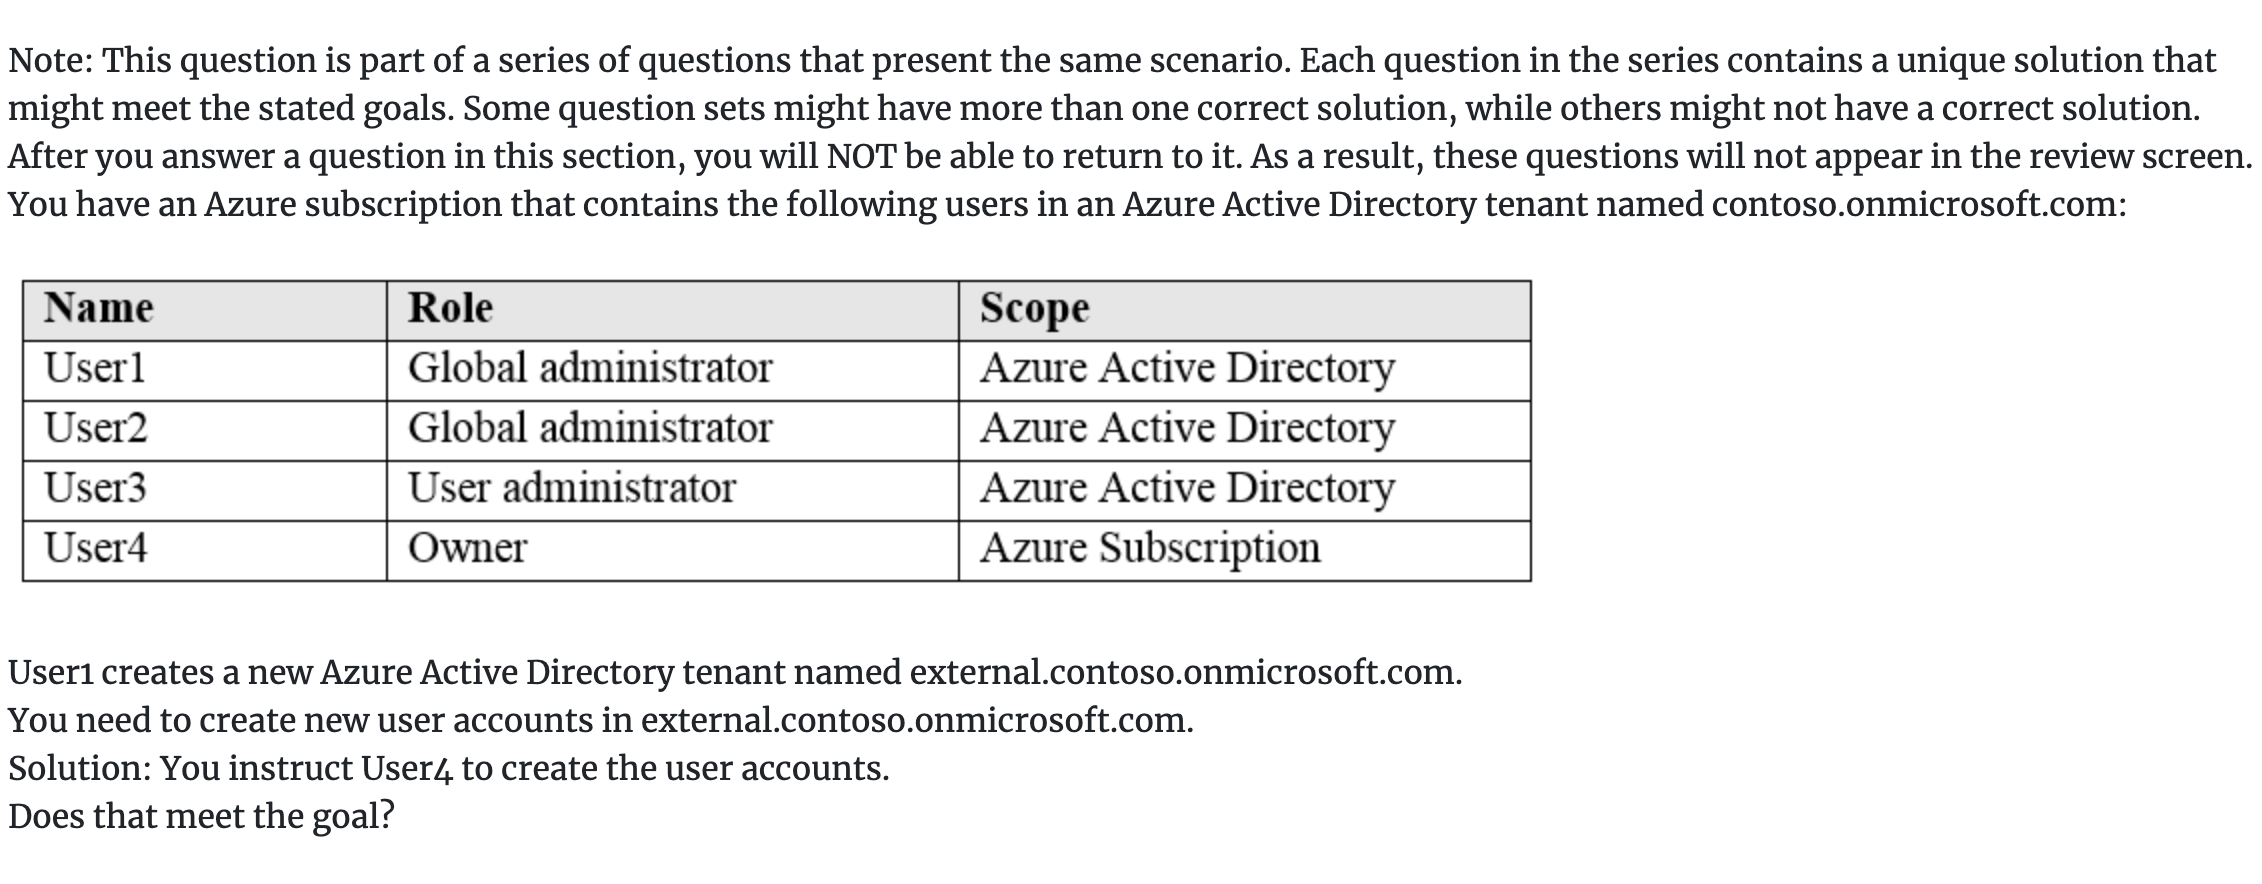 Note: This question is part of a series of questions that present the same scenario. Each question in the series contains a unique solution that
might meet the stated goals. Some question sets might have more than one correct solution, while others might not have a correct solution.
After you answer a question in this section, you will NOT be able to return to it. As a result, these questions will not appear in the review screen.
You have an Azure subscription that contains the following users in an Azure Active Directory tenant named contoso.onmicrosoft.com:
Name Role Scope
User1 Global administrator Azure Active Directory
User2 Global administrator Azure Active Directory
User3 User administrator Azure Active Directory
User4 Owner Azure Subscription
User1 creates a new Azure Active Directory tenant named external.contoso.onmicrosoft.com.
You need to create new user accounts in external.contoso.onmicrosoft.com.
Solution: You instruct User4 to create the user accounts.
Does that meet the goal?